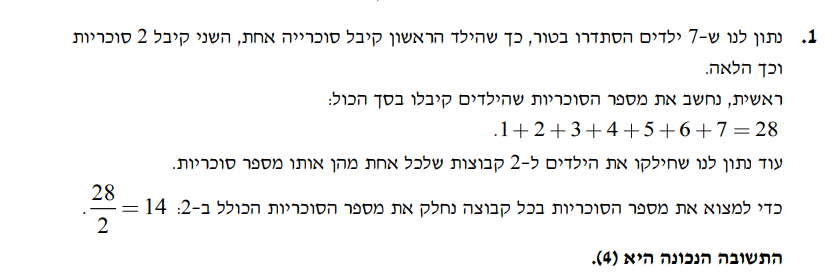 1. נתון לנו ש-7 ילדים הסתדרו בטור, כך שהילד הראשון קיבל סוכרייה אחת, השני קיבל 2 סוכריות
וכך הלאה.
ראשית, נחשב את מספר הסוכריות שהילדים קיבלו בסך הכול:
1+2+3+4+5+6+7=28.
עוד נתון לנו שחילקו את הילדים ל-2 קבוצות שלכל אחת מהן אותו מספר סוכריות.
כדי למצוא את מספר הסוכריות בכל קבוצה נחלק את מספר הסוכריות הכולל ב-2: 28/2=14.
התשובה הנכונה היא (4).